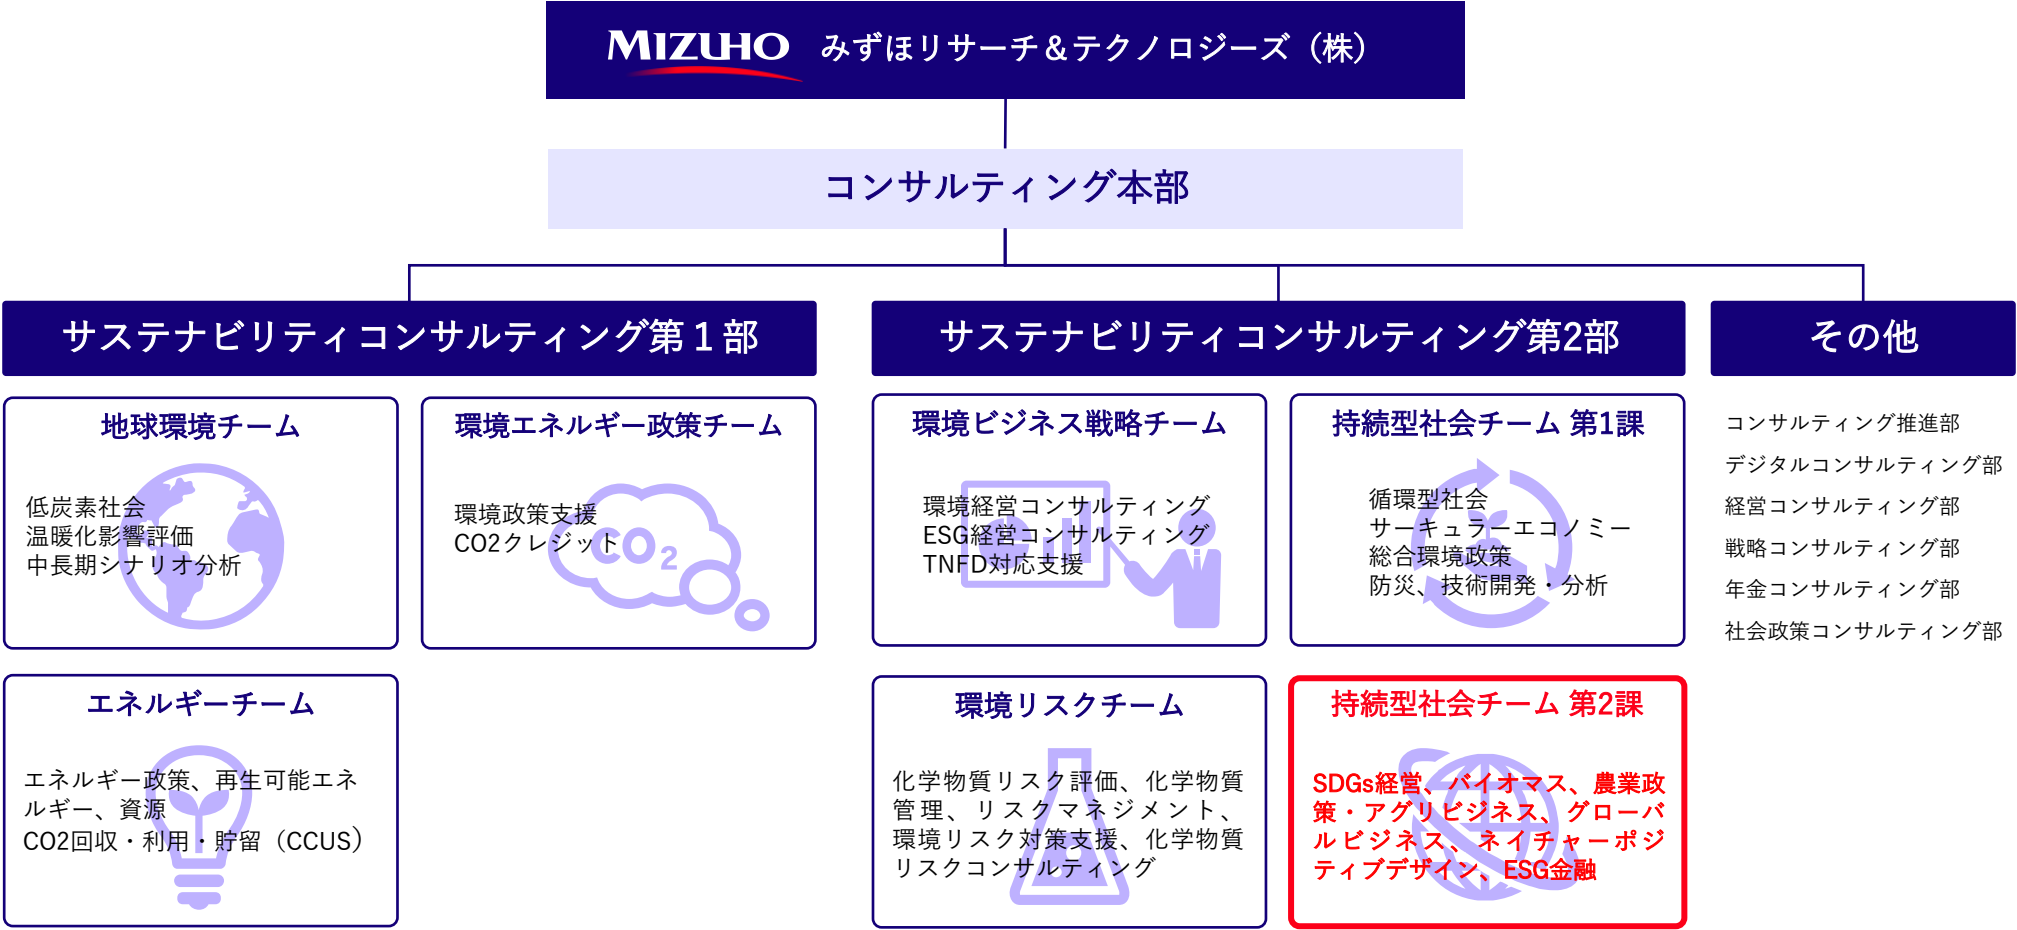 MIZUHO みずほリサーチ＆テクノロジーズ（株）
コンサルティング本部
サステナビリティコンサルティング第１部
地球環境チーム
低炭素社会
温暖化影響評価
中長期シナリオ分析
環境エネルギー政策チーム
環境政策支援
CO2クレジット
CO2
エネルギーチーム
エネルギー政策、再生可能エネ
ルギー、資源
CO2回収・利用・貯留（CCUS）
サステナビリティコンサルティング第2部
環境ビジネス戦略チーム
環境経営コンサルティング
ESG経営コンサルティング
TNFD対応支援
持続型社会チーム 第1課
循環型社会
サーキュラーエコノミー
総合環境政策
防災、技術開発・分析
環境リスクチーム
化学物質リスク評価、化学物質
管理、リスクマネジメント、
環境リスク対策支援、化学物質
リスクコンサルティング
持続型社会チーム 第2課
SDGs経営、バイオマス、農業政
策・アグリビジネス、グローバ
ルビジネス、ネイチャーポジ
ティブデザイン、ESG金融
その他
コンサルティング推進部
デジタルコンサルティング部
経営コンサルティング部
戦略コンサルティング部
年金コンサルティング部
社会政策コンサルティング部